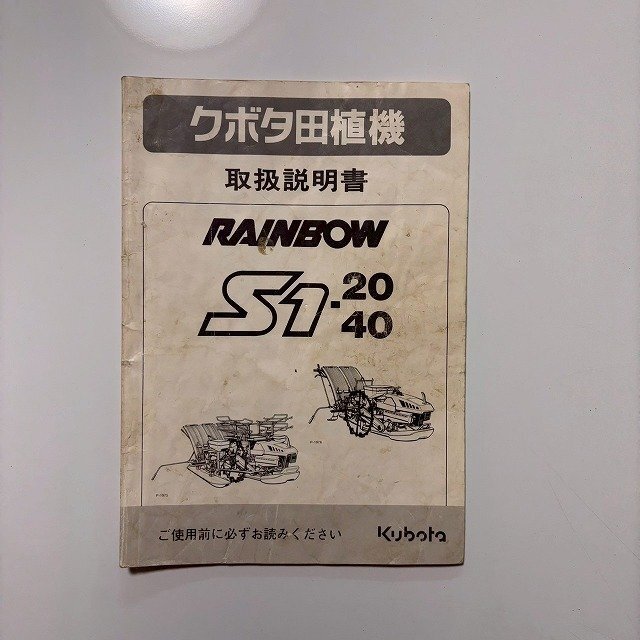 クボタ田植機
取扱説明書
RAINBOW
S1-20
40
ご使用前に必ずお読みください
Kubota